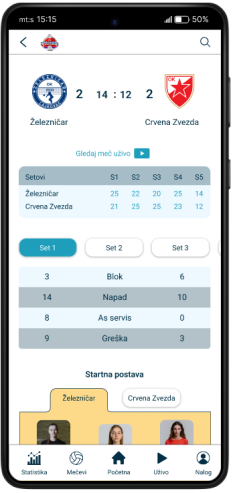 mt:s 15:15 50%
2 14 : 12 2
Železničar Crvena Zvezda
Gledaj meč uživo
Setovi S1 S2 S3 S4 S5
Železničar 25 22 20 25 14
Crvena Zvezda 21 25 25 23 12
Set 1 Set 2 Set 3
3 Blok 6
14 Napad 10
8 As servis 0
9 Greška 3
Startna postava
Železničar Crvena Zvezda
Statistika Mečevi Početna Uživo Nalog